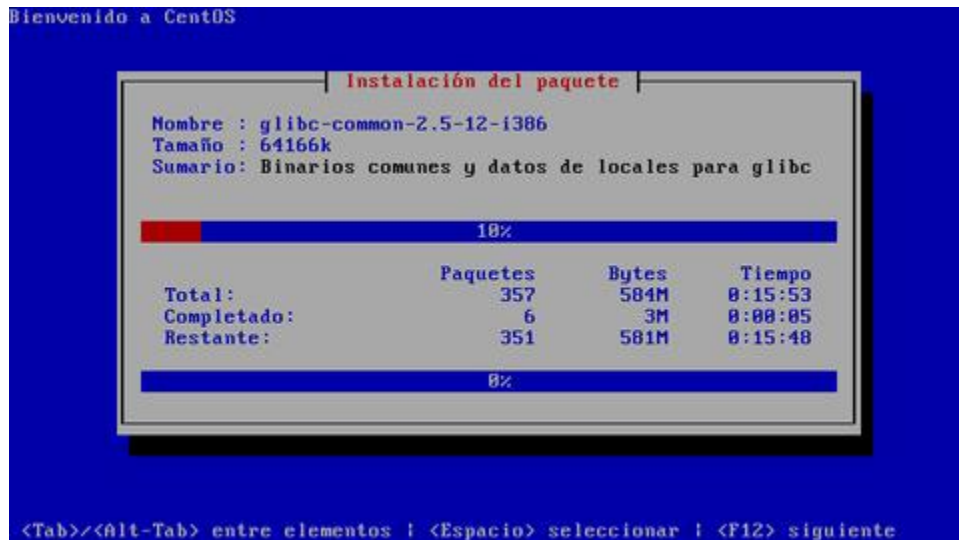 Bienvenido a CentOS
Instalación del paquete
Nombre : glibc-common-2.5-12-i386
Tamaño : 64166k
Sumario: Binarios comunes y datos de locales para glibc
10%
Paquetes Bytes Tiempo
Total: 357 584M 0:15:53
Completado: 6 3M 0:00:05
Restante: 351 581M 0:15:48
0%
<Tab>/<Alt-Tab> entre elementos | <Espacio> seleccionar | <F12> siguiente